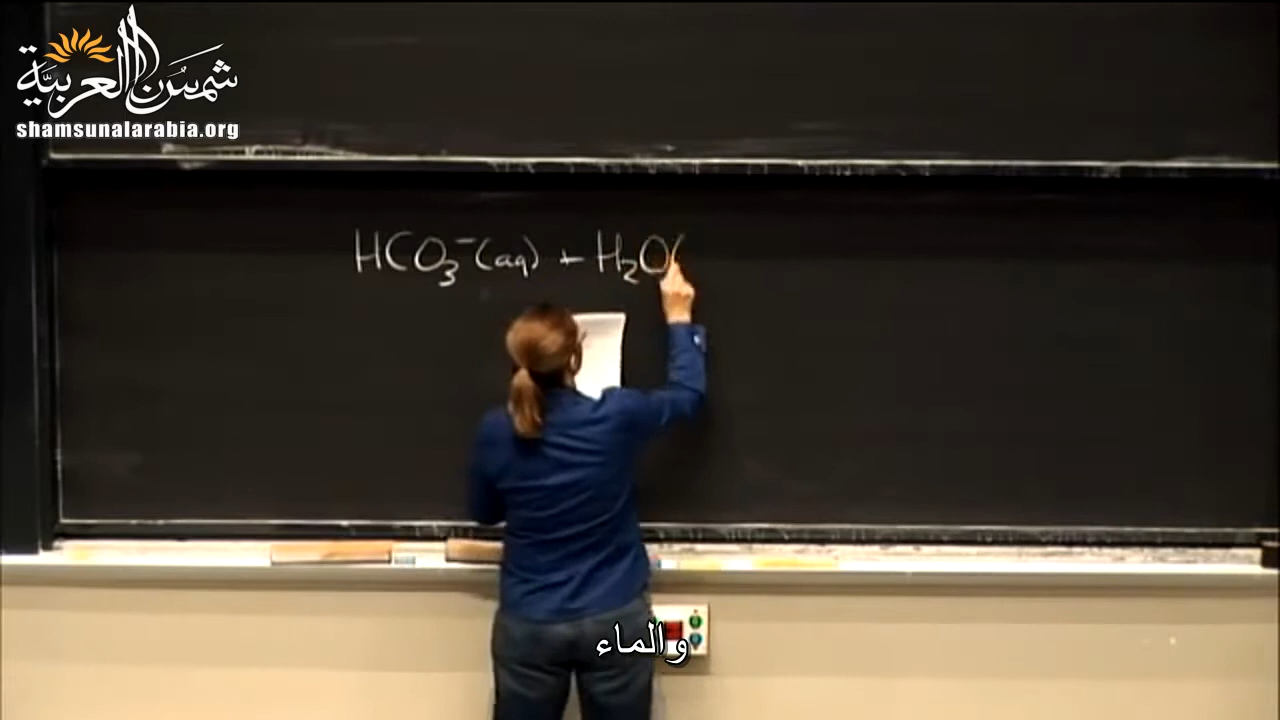 شمس العربية
shamsunalarabia.org
HCO₃⁻(aq) + H₂O(
والماء